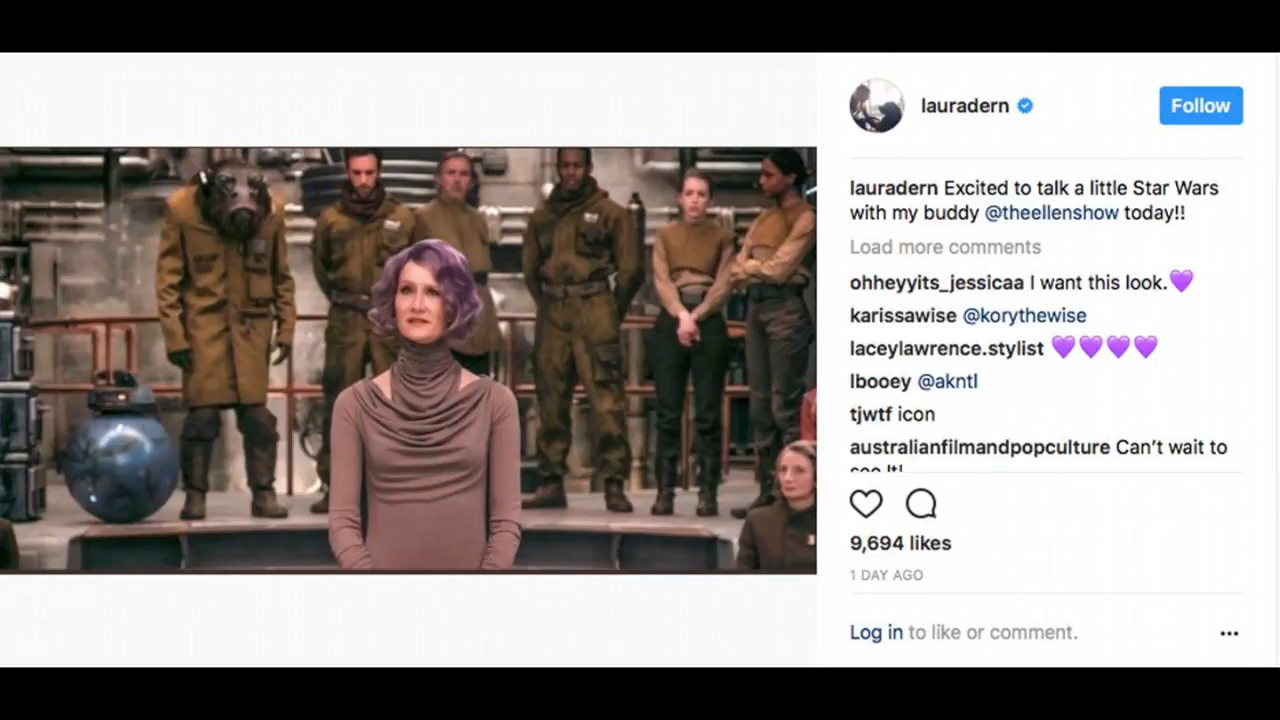 lauradern
Follow
lauradern Excited to talk a little Star Wars
with my buddy @theellenshow today!!
Load more comments
ohheyyits_jessicaa I want this look.💜
karissawise @korythewise
laceylawrence.stylist 💜💜💜💜
lbooey @akntl
tjwtf icon
australianfilmandpopculture Can't wait to
see It!
9,694 likes
1 DAY AGO
Log in to like or comment.